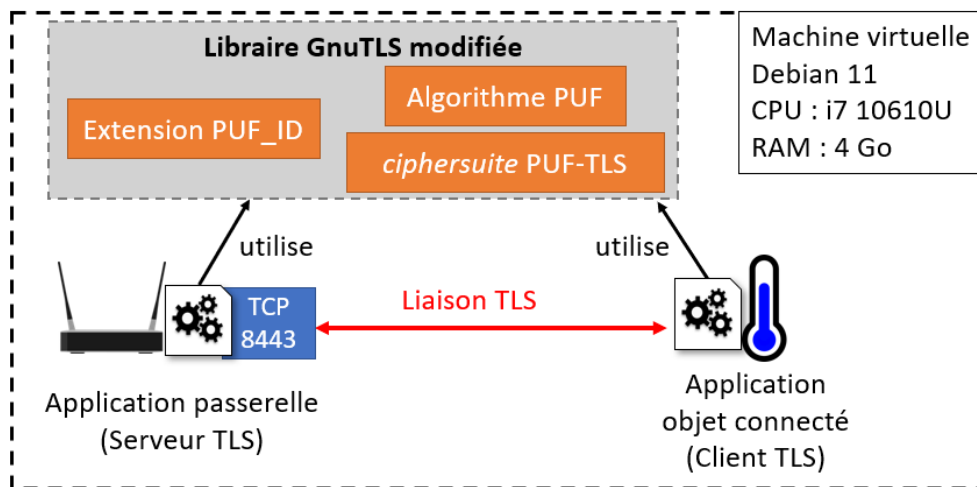 Libraire GnuTLS modifiée
Extension PUF_ID
Algorithme PUF
ciphersuite PUF-TLS
Machine virtuelle
Debian 11
CPU : i7 10610U
RAM : 4 Go
utilise
utilise
TCP
8443
Liaison TLS
Application passerelle
(Serveur TLS)
Application
objet connecté
(Client TLS)